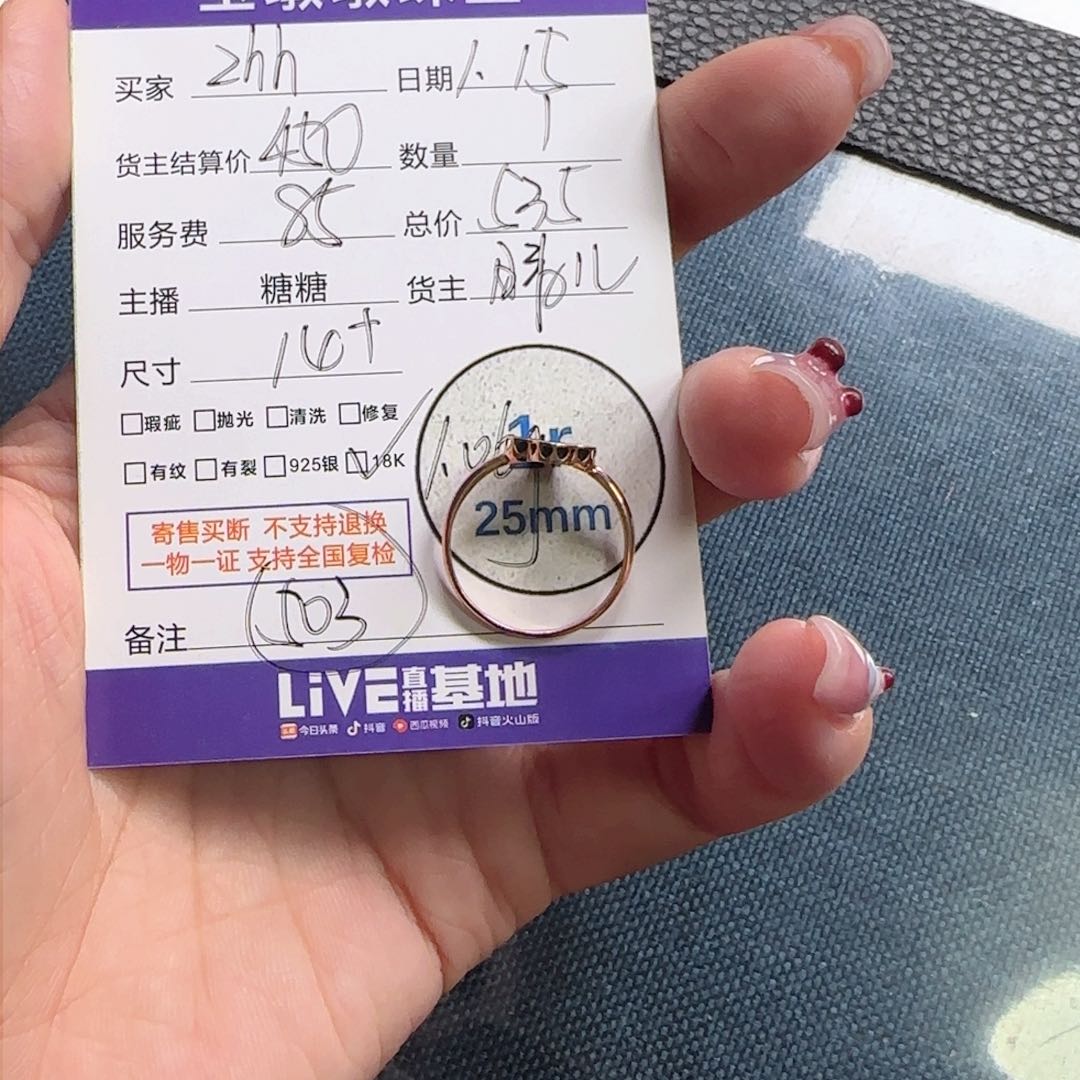 买家 zhh 日期 1.15
货主结算价 450 数量 1
服务费 85 总价 535
主播 糖糖 货主
尺寸 16+
□瑕疵 □抛光 □清洗 □修复
□有纹 □有裂 □925银 □18K
25mm
寄售买断 不支持退换
一物一证 支持全国复检
备注 503
LiVE直播基地
今日头条 抖音 西瓜视频 抖音火山版